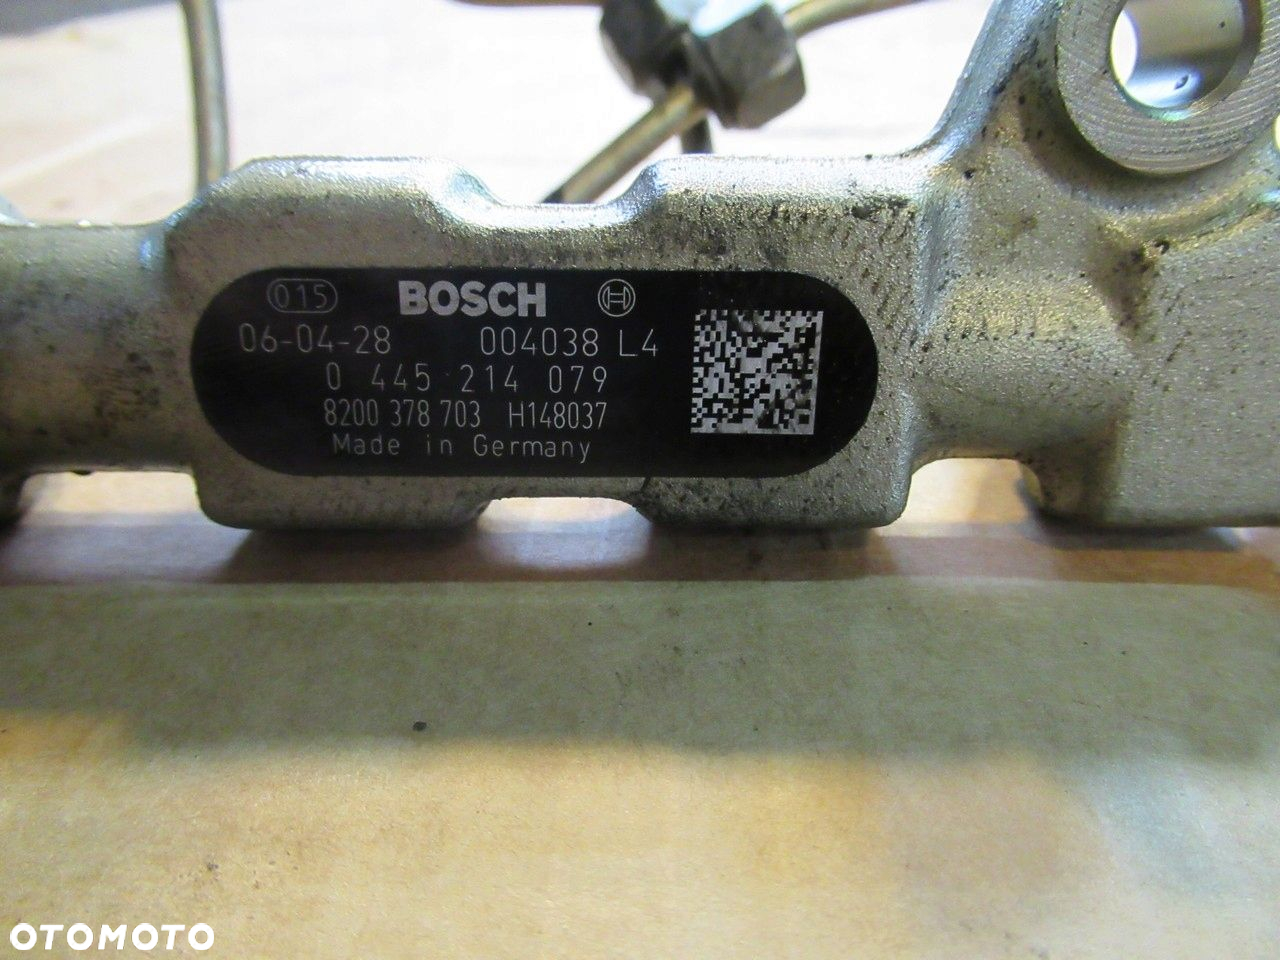 015 BOSCH
06-04-28 004038 L4
0 445 214 079
8200 378 703 H148037
Made in Germany
OTOMOTO